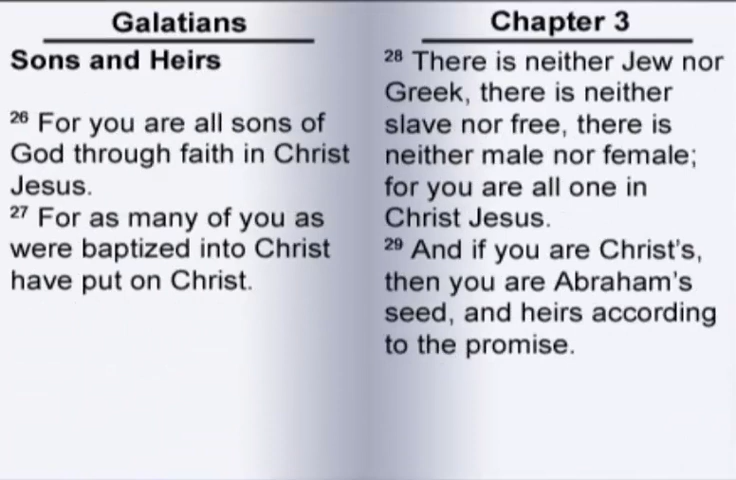 Galatians
Sons and Heirs
26 For you are all sons of
God through faith in Christ
Jesus.
27 For as many of you as
were baptized into Christ
have put on Christ.
Chapter 3
28 There is neither Jew nor
Greek, there is neither
slave nor free, there is
neither male nor female;
for you are all one in
Christ Jesus.
29 And if you are Christ's,
then you are Abraham's
seed, and heirs according
to the promise.